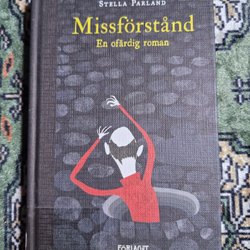 STELLA PARLAND
Missförstånd
En ofärdig roman
FÖRLAGET